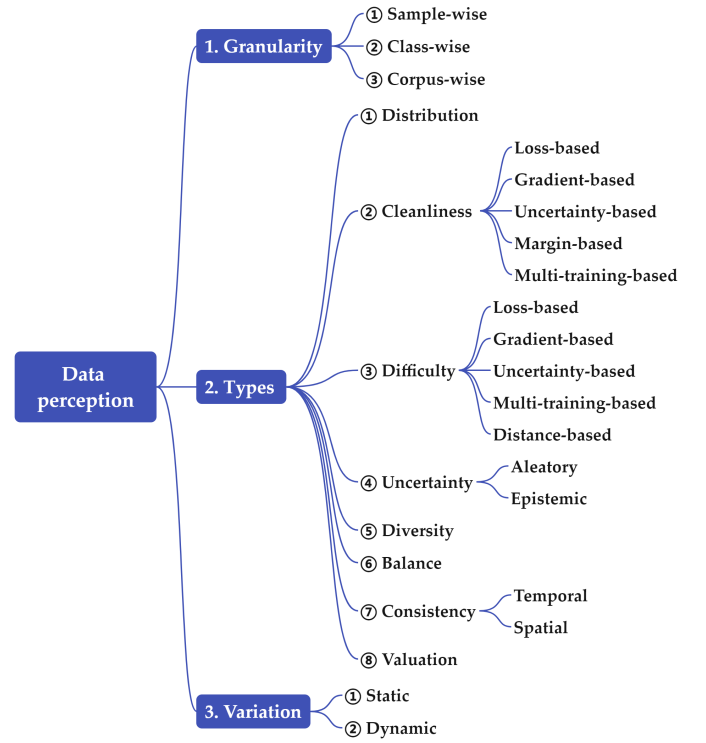 Data
perception
1. Granularity
① Sample-wise
② Class-wise
③ Corpus-wise
2. Types
① Distribution
② Cleanliness
Loss-based
Gradient-based
Uncertainty-based
Margin-based
Multi-training-based
③ Difficulty
Loss-based
Gradient-based
Uncertainty-based
Multi-training-based
Distance-based
④ Uncertainty
Aleatory
Epistemic
⑤ Diversity
⑥ Balance
⑦ Consistency
Temporal
Spatial
⑧ Valuation
3. Variation
① Static
② Dynamic